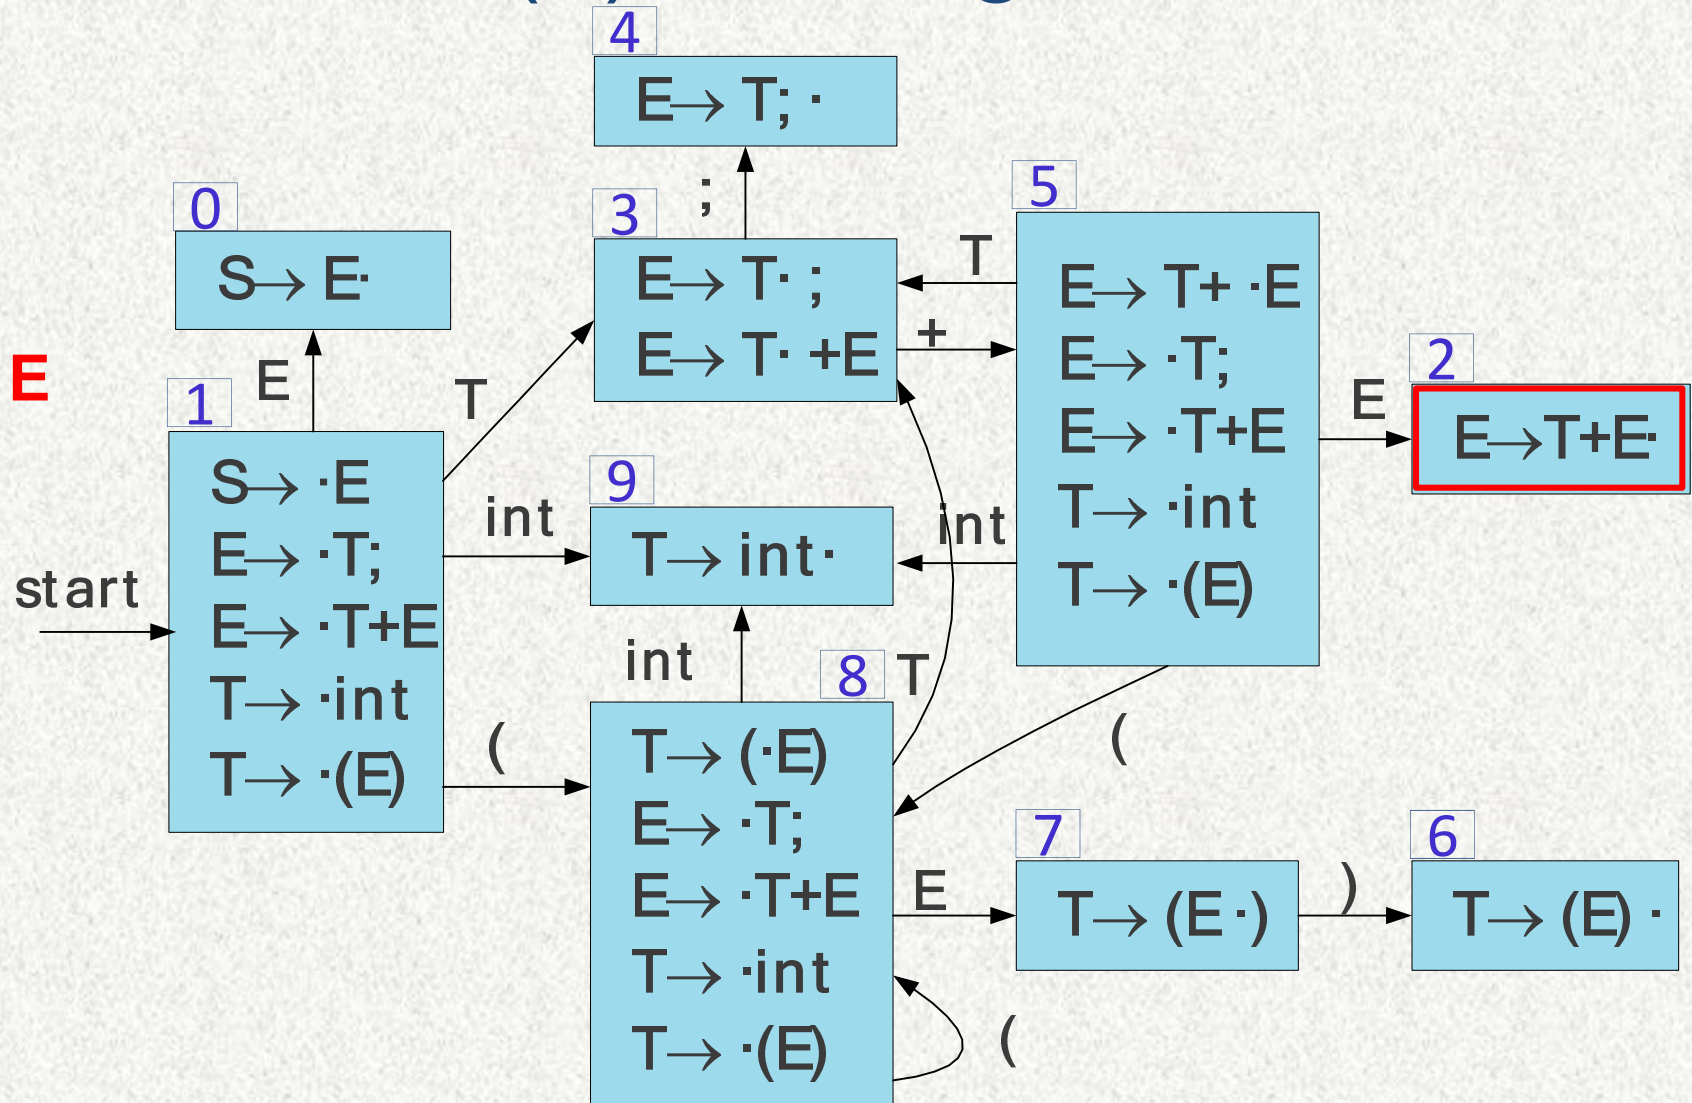 4
E→ T; ·
;
0
S→ E·
E
3
E→ T· ;
E→ T· +E
T
+
5
E→ T+ ·E
E→ ·T;
E→ ·T+E
T→ ·int
T→ ·(E)
E
2
E→T+E·
E
1
S→ ·E
E→ ·T;
E→ ·T+E
T→ ·int
T→ ·(E)
start
T
int
9
T→ int·
int
int
(
8
T
T→ (·E)
E→ ·T;
E→ ·T+E
T→ ·int
T→ ·(E)
(
E
7
T→ (E ·)
)
6
T→ (E) ·
(